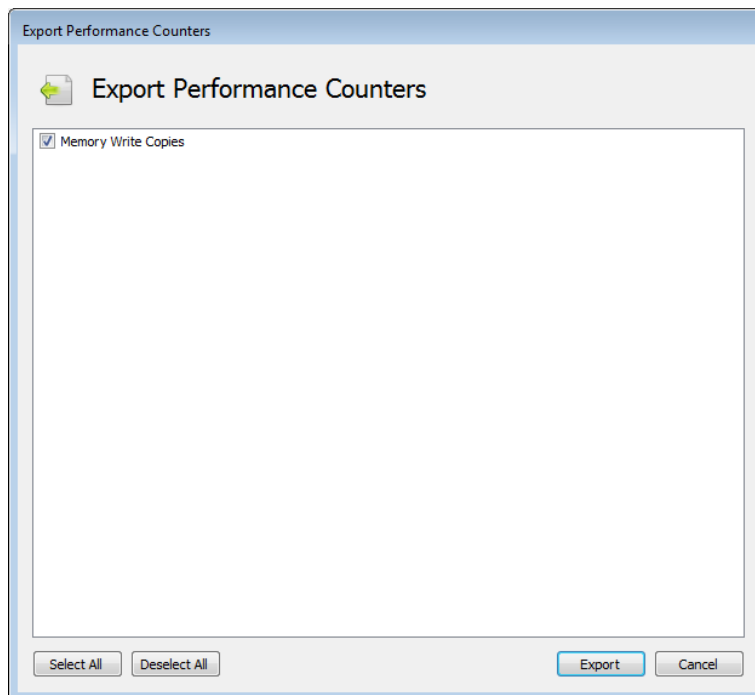 Export Performance Counters
Export Performance Counters
Memory Write Copies
Select All Deselect All Export Cancel